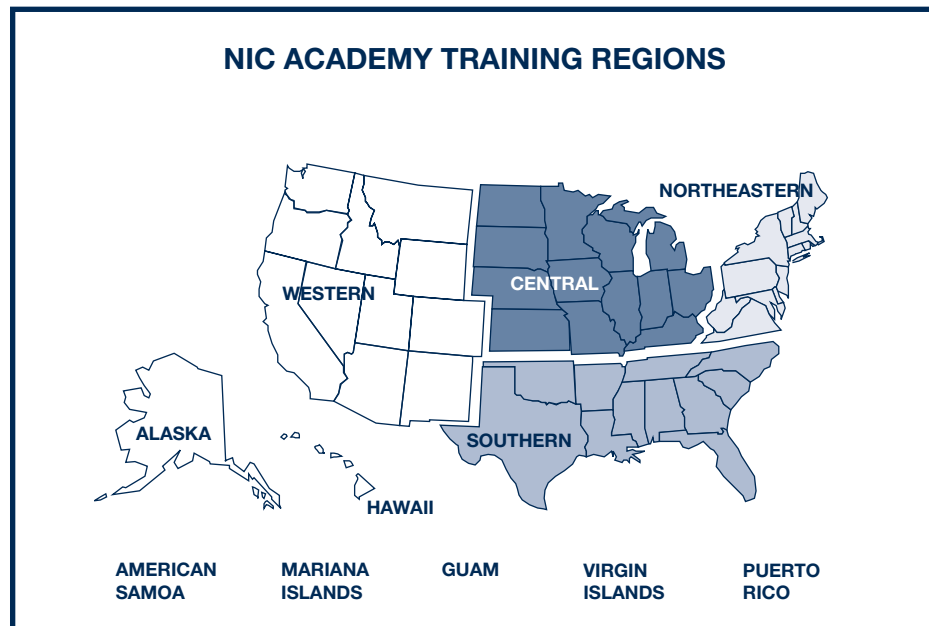 NIC ACADEMY TRAINING REGIONS
NORTHEASTERN
CENTRAL
WESTERN
ALASKA
SOUTHERN
HAWAII
AMERICAN
SAMOA
MARIANA
ISLANDS
GUAM
VIRGIN
ISLANDS
PUERTO
RICO